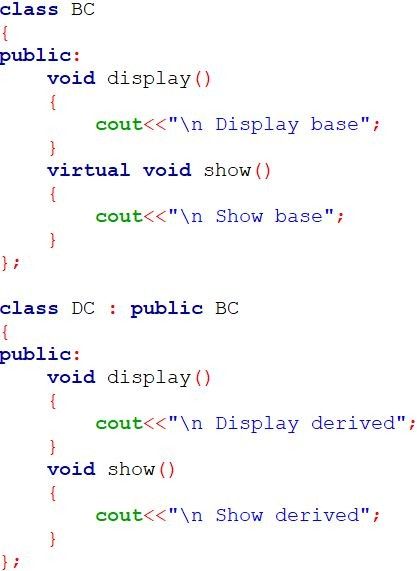 class BC
{
public:
    void display()
    {
        cout<<"\n Display base";
    }
    virtual void show()
    {
        cout<<"\n Show base";
    }
};

class DC : public BC
{
public:
    void display()
    {
        cout<<"\n Display derived";
    }
    void show()
    {
        cout<<"\n Show derived";
    }
};